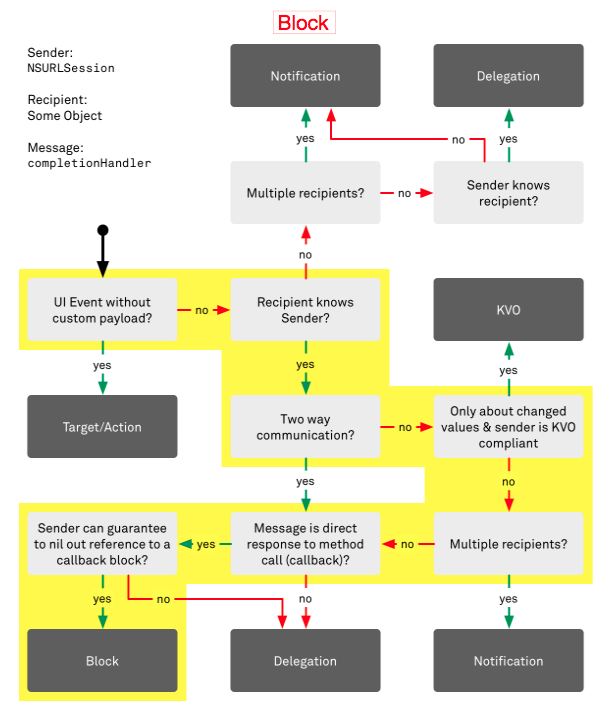 Block
Sender:
NSURLSession
Recipient:
Some Object
Message:
completionHandler
Notification
Delegation
yes
no
yes
Multiple recipients?
no
Sender knows
recipient?
no
UI Event without
custom payload?
no
Recipient knows
Sender?
KVO
yes
yes
yes
Target/Action
Two way
communication?
no
Only about changed
values & sender is KVO
compliant
yes
no
Sender can guarantee
to nil out reference to a
callback block?
yes
Message is direct
response to method
call (callback)?
no
Multiple recipients?
yes
no
no
yes
Block
Delegation
Notification